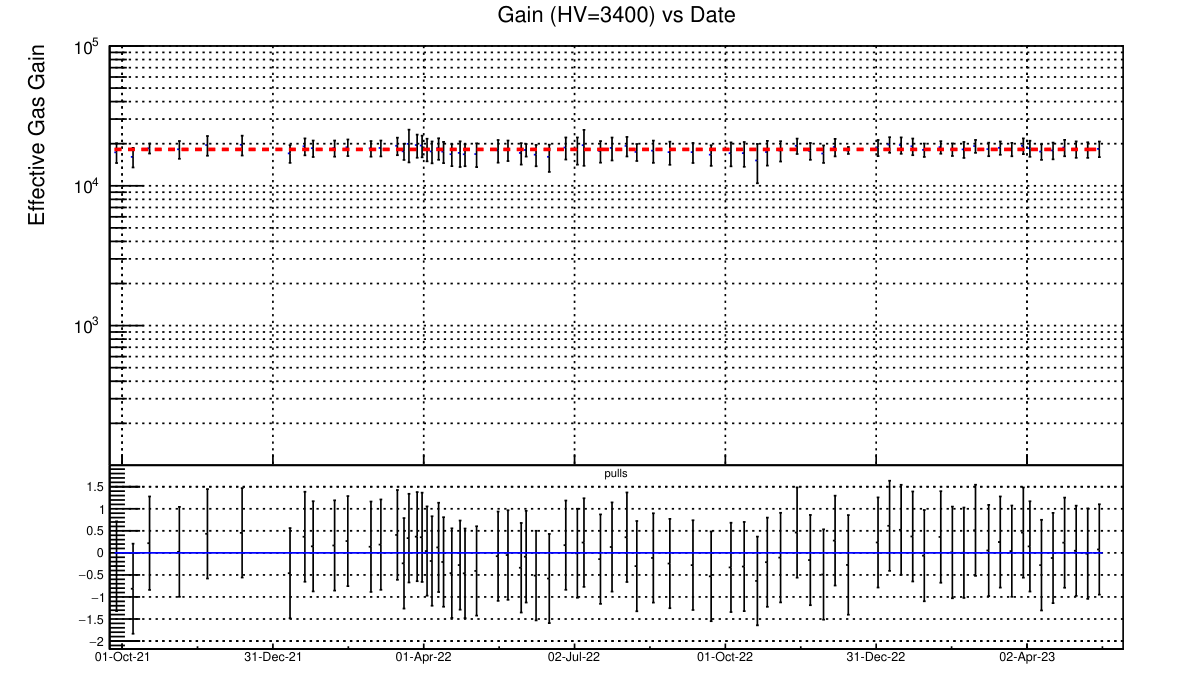 Gain (HV=3400) vs Date
Effective Gas Gain
10^5
10^4
10^3
pulls
1.5
1
0.5
0
−0.5
−1
−1.5
−2
01-Oct-21 31-Dec-21 01-Apr-22 02-Jul-22 01-Oct-22 31-Dec-22 02-Apr-23